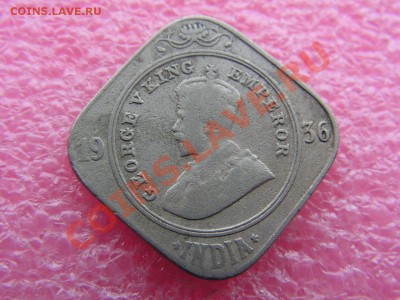 COINS.LAVE.RU
GEORGE V KING EMPEROR
19 36
INDIA
COINS.LAVE.RU